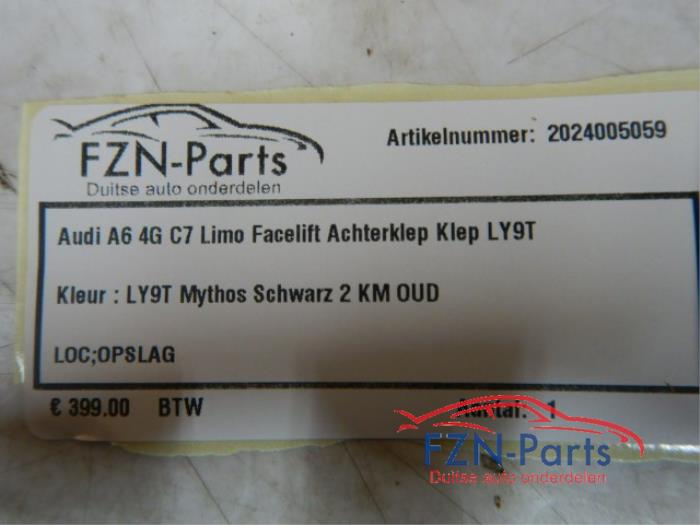 FZN-Parts
Duitse auto onderdelen
Artikelnummer: 2024005059
Audi A6 4G C7 Limo Facelift Achterklep Klep LY9T
Kleur : LY9T Mythos Schwarz 2 KM OUD
LOC;OPSLAG
€ 399.00 BTW
Aantal: 1
FZN-Parts
Duitse auto onderdelen